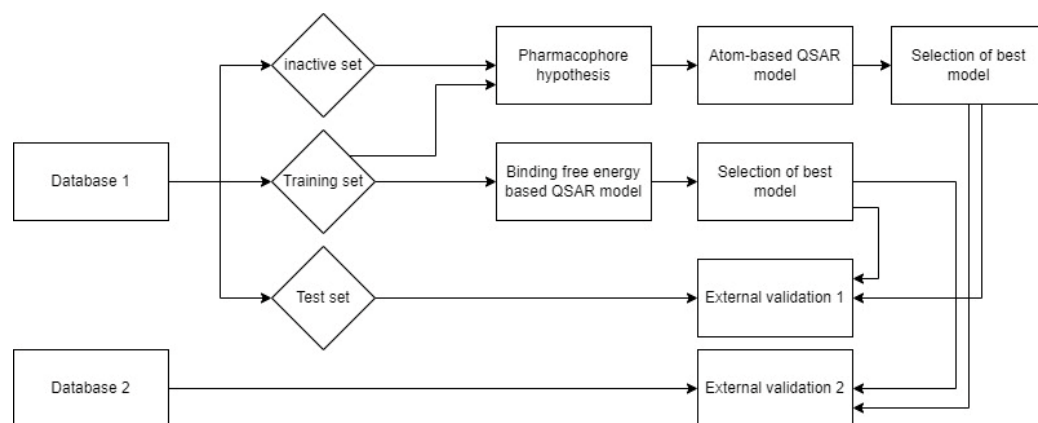 inactive set
Pharmacophore
hypothesis
Atom-based QSAR
model
Selection of best
model
Database 1
Training set
Binding free energy
based QSAR model
Selection of best
model
Test set
External validation 1
Database 2
External validation 2